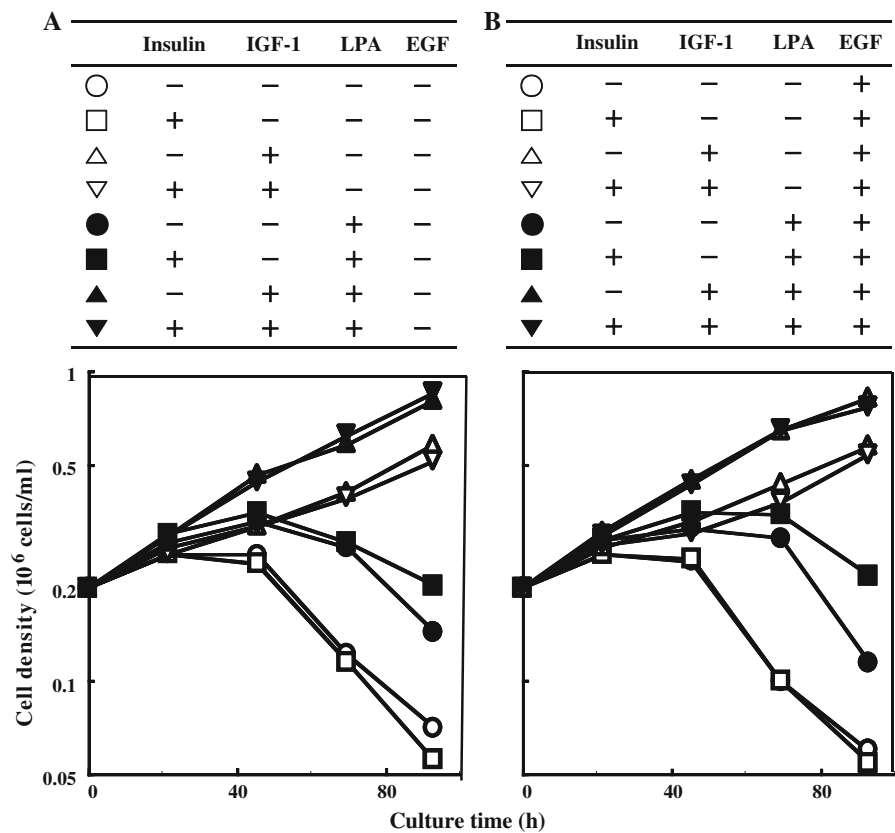 A
Insulin IGF-1 LPA EGF
− − − −
+ − − −
− + − −
+ + − −
− − + −
+ − + −
− + + −
+ + + −
B
Insulin IGF-1 LPA EGF
− − − +
+ − − +
− + − +
+ + − +
− − + +
+ − + +
− + + +
+ + + +
Cell density (10⁶ cells/ml)
1
0.5
0.2
0.1
0.05
0 40 80
0 40 80
Culture time (h)